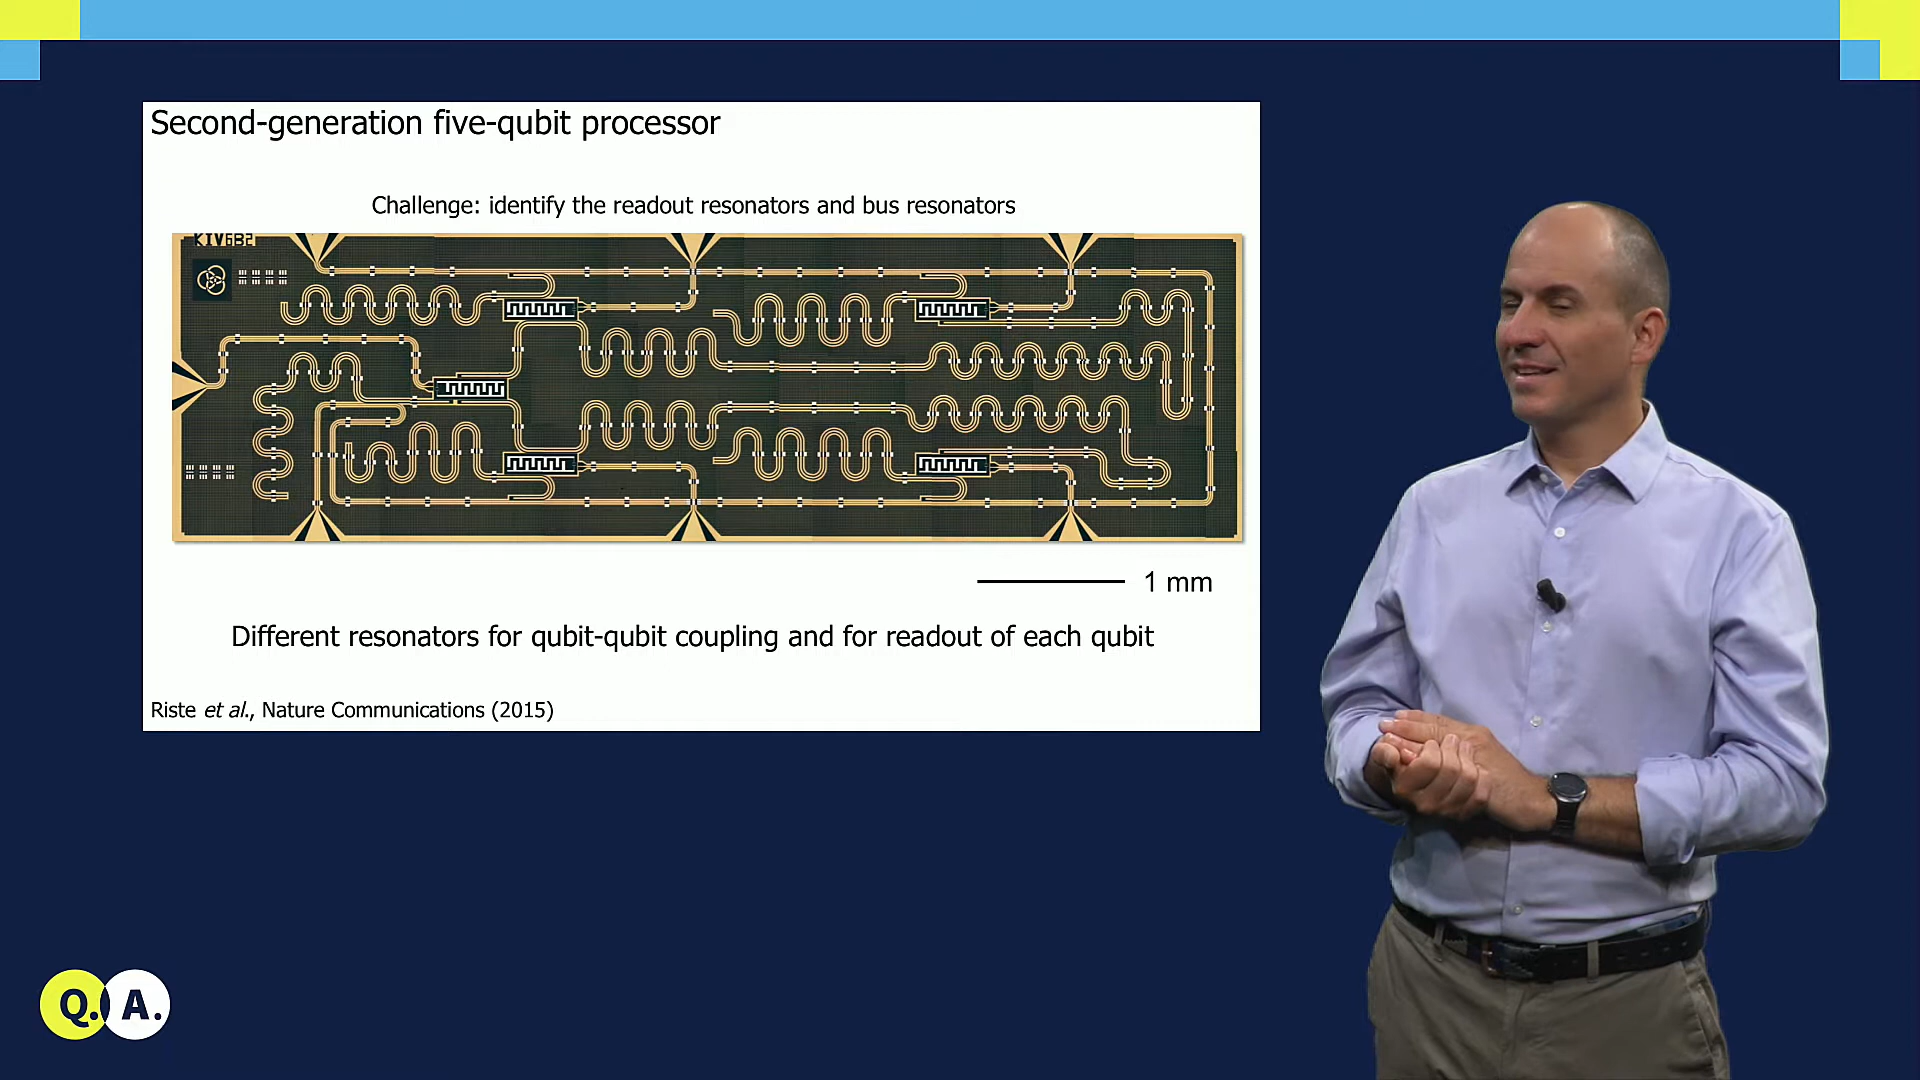 Second-generation five-qubit processor
Challenge: identify the readout resonators and bus resonators
1 mm
Different resonators for qubit-qubit coupling and for readout of each qubit
Riste et al., Nature Communications (2015)
Q. A.